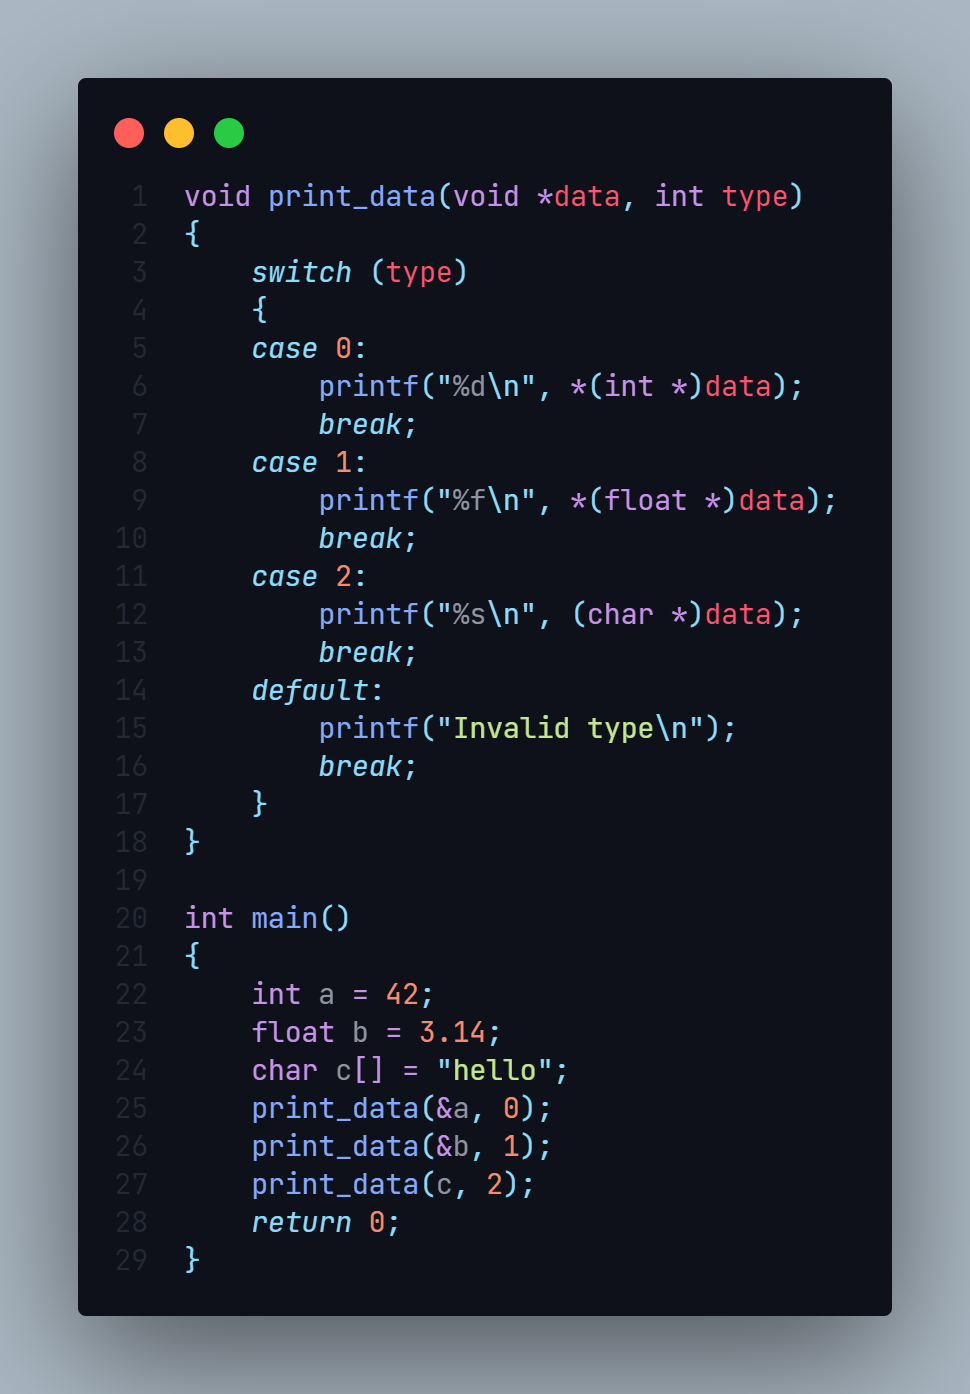 1 void print_data(void *data, int type)
2 {
3     switch (type)
4     {
5     case 0:
6         printf("%d\n", *(int *)data);
7         break;
8     case 1:
9         printf("%f\n", *(float *)data);
10         break;
11     case 2:
12         printf("%s\n", (char *)data);
13         break;
14     default:
15         printf("Invalid type\n");
16         break;
17     }
18 }
19
20 int main()
21 {
22     int a = 42;
23     float b = 3.14;
24     char c[] = "hello";
25     print_data(&a, 0);
26     print_data(&b, 1);
27     print_data(c, 2);
28     return 0;
29 }